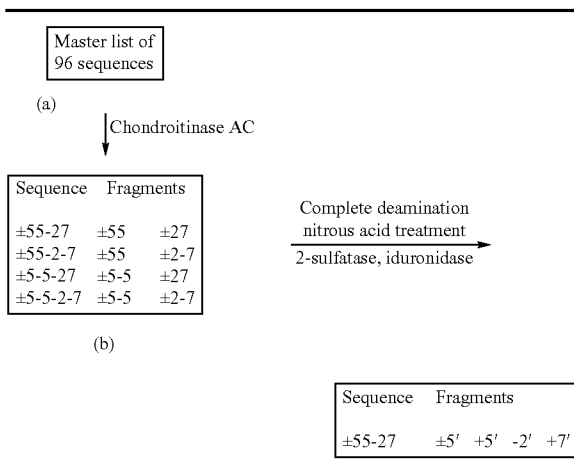 Master list of
96 sequences
(a)
Chondroitinase AC
Sequence Fragments
±55-27 ±55 ±27
±55-2-7 ±55 ±2-7
±5-5-27 ±5-5 ±27
±5-5-2-7 ±5-5 ±2-7
(b)
Complete deamination
nitrous acid treatment
2-sulfatase, iduronidase
Sequence Fragments
±55-27 ±5′ +5′ -2′ +7′